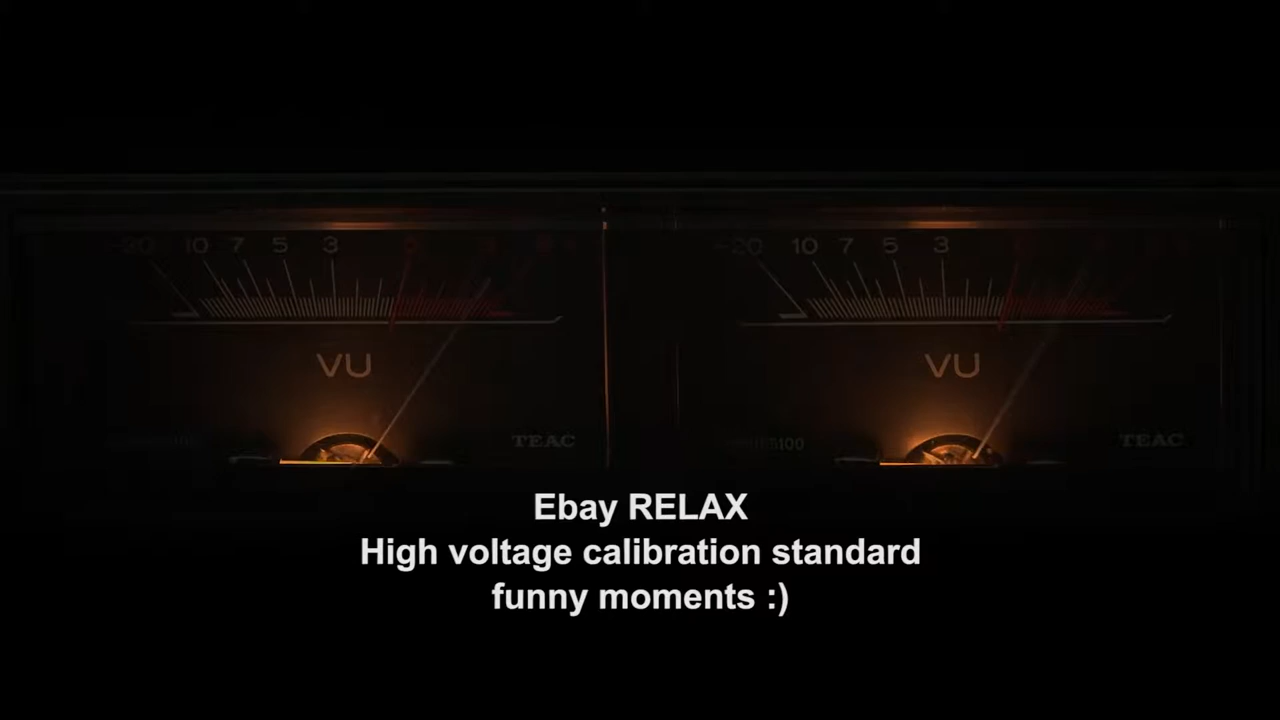 -20 10 7 5 3
-20 10 7 5 3
VU VU
TEAC TEAC
100
Ebay RELAX
High voltage calibration standard
funny moments :)